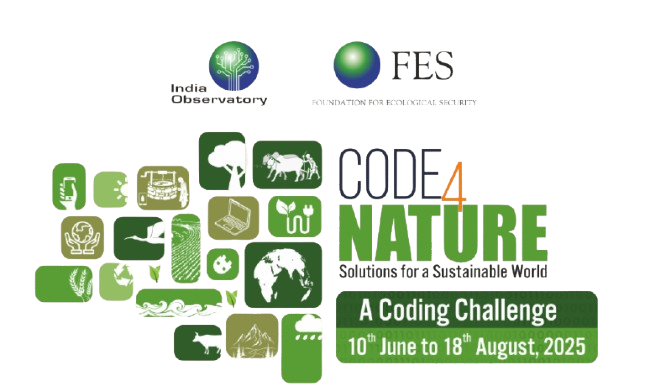 India
Observatory
FES
FOUNDATION FOR ECOLOGICAL SECURITY
CODE4
NATURE
Solutions for a Sustainable World
A Coding Challenge
10th June to 18th August, 2025